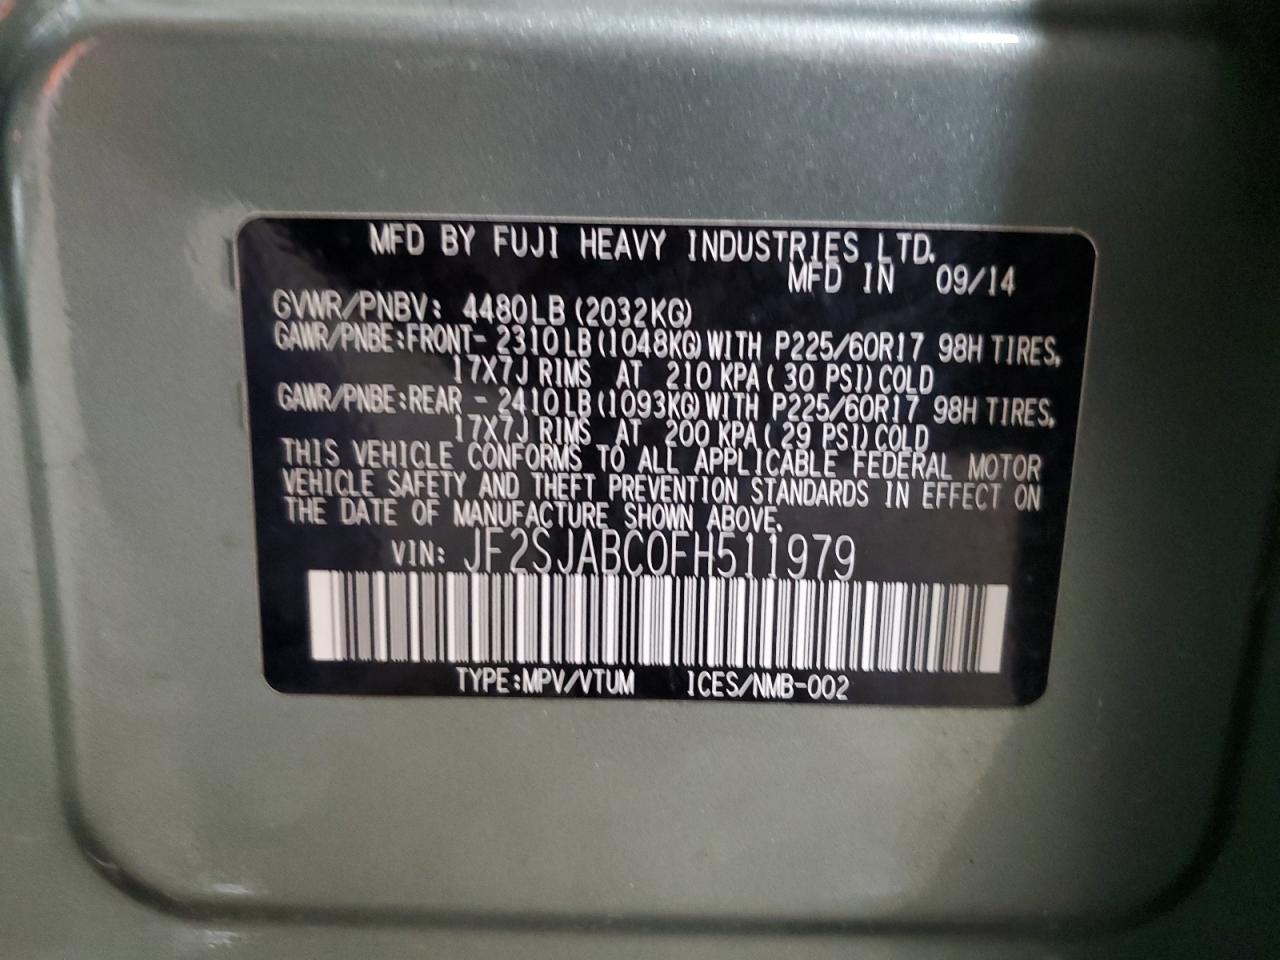 MFD BY FUJI HEAVY INDUSTRIES LTD.
MFD IN 09/14
GVWR/PNBV: 4480LB (2032KG)
GAWR/PNBE:FRONT- 2310LB (1048KG) WITH P225/60R17 98H TIRES,
17X7J RIMS AT 210 KPA ( 30 PSI) COLD
GAWR/PNBE:REAR - 2410LB (1093KG) WITH P225/60R17 98H TIRES,
17X7J RIMS AT 200 KPA ( 29 PSI) COLD
THIS VEHICLE CONFORMS TO ALL APPLICABLE FEDERAL MOTOR
VEHICLE SAFETY AND THEFT PREVENTION STANDARDS IN EFFECT ON
THE DATE OF MANUFACTURE SHOWN ABOVE.
VIN: JF2SJABC0FH511979
TYPE:MPV/VTUM ICES/NMB-002